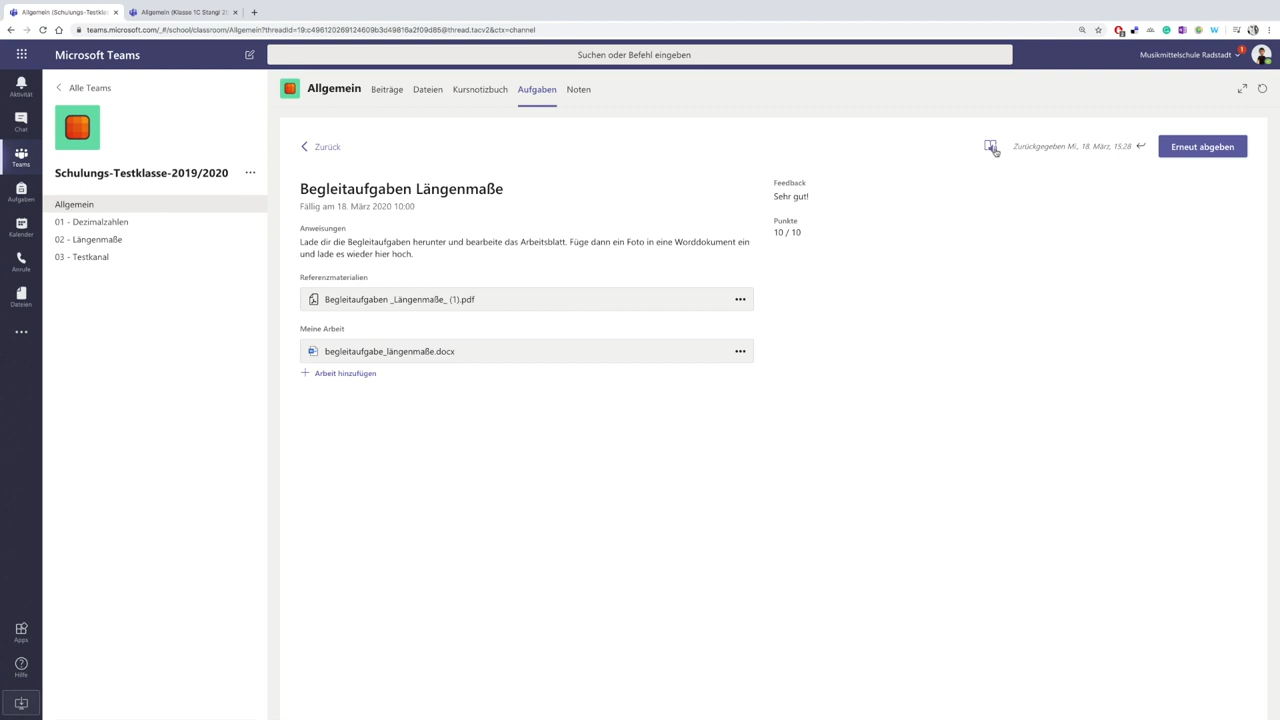 Allgemein (Schulungs-Testklas
Allgemein (Klasse 1C Stangl 20
teams.microsoft.com/_#/school/classroom/Allgemein?threadId=19:c496120269124609b3d49816a2f09d85@thread.tacv2&ctx=channel
Microsoft Teams
Suchen oder Befehl eingeben
Musikmittelschule Radstadt
1
Aktivität
Chat
Teams
Aufgaben
Kalender
Anrufe
Dateien
Apps
Hilfe
Alle Teams
Schulungs-Testklasse-2019/2020
Allgemein
01 - Dezimalzahlen
02 - Längenmaße
03 - Testkanal
Allgemein Beiträge Dateien Kursnotizbuch Aufgaben Noten
Zurück
Zurückgegeben Mi., 18. März, 15:28
Erneut abgeben
Begleitaufgaben Längenmaße
Fällig am 18. März 2020 10:00
Anweisungen
Lade dir die Begleitaufgaben herunter und bearbeite das Arbeitsblatt. Füge dann ein Foto in eine Worddokument ein
und lade es wieder hier hoch.
Referenzmaterialien
Begleitaufgaben _Längenmaße_ (1).pdf
Meine Arbeit
begleitaufgabe_längenmaße.docx
Arbeit hinzufügen
Feedback
Sehr gut!
Punkte
10 / 10